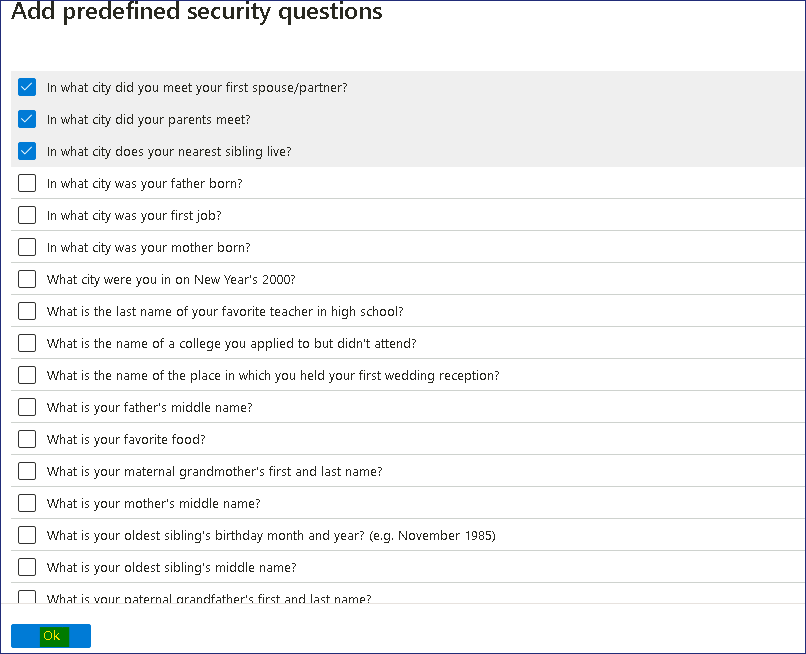 Add predefined security questions
In what city did you meet your first spouse/partner?
In what city did your parents meet?
In what city does your nearest sibling live?
In what city was your father born?
In what city was your first job?
In what city was your mother born?
What city were you in on New Year's 2000?
What is the last name of your favorite teacher in high school?
What is the name of a college you applied to but didn't attend?
What is the name of the place in which you held your first wedding reception?
What is your father's middle name?
What is your favorite food?
What is your maternal grandmother's first and last name?
What is your mother's middle name?
What is your oldest sibling's birthday month and year? (e.g. November 1985)
What is your oldest sibling's middle name?
What is your paternal grandfather's first and last name?
Ok